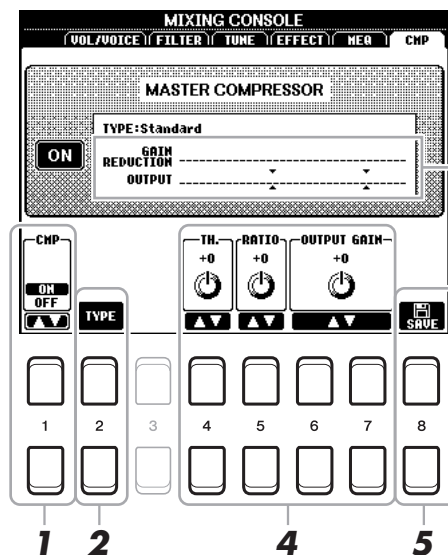 MIXING CONSOLE
VOL/VOICE FILTER TUNE EFFECT MEQ CMP
MASTER COMPRESSOR
TYPE:Standard
ON
GAIN
REDUCTION
OUTPUT
CMP TH. RATIO OUTPUT GAIN
+0 +0 +0
ON
OFF
TYPE
SAVE
1 2 3 4 5 6 7 8
1 2 4 5